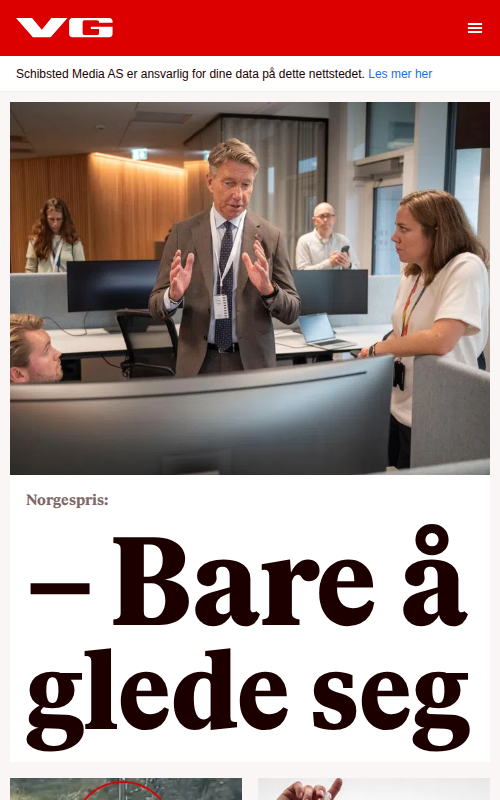 VG
Schibsted Media AS er ansvarlig for dine data på dette nettstedet. Les mer her
Norgespris:
– Bare å
glede seg